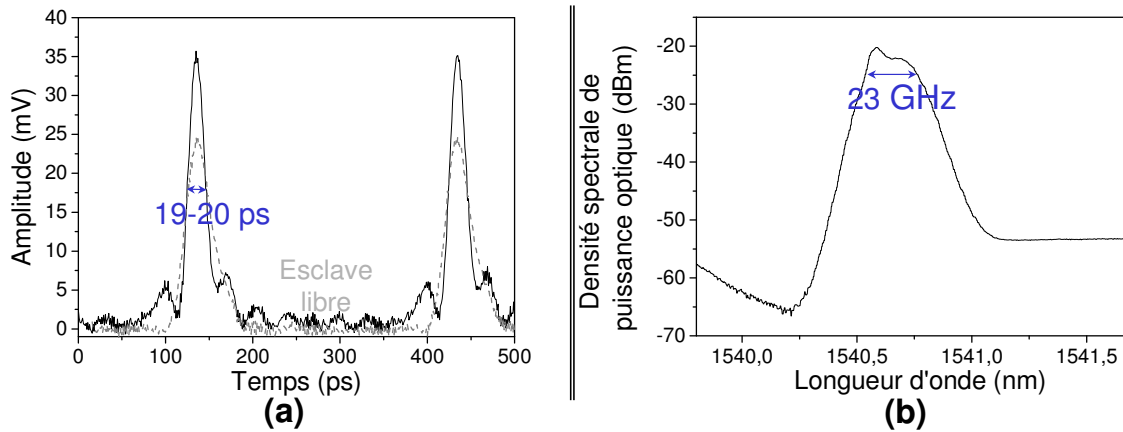 40
35
30
25
20
15
10
5
0
Amplitude (mV)
19-20 ps
Esclave
libre
0 100 200 300 400 500
Temps (ps)
(a)
Densité spectrale de
puissance optique (dBm)
-20
-30
-40
-50
-60
-70
23 GHz
1540,0 1540,5 1541,0 1541,5
Longueur d'onde (nm)
(b)